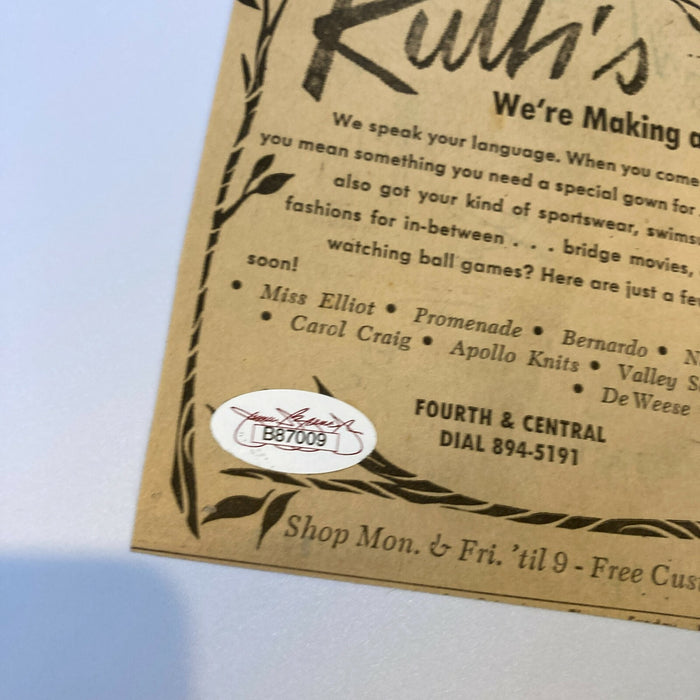 Ruth's
We're Making a
We speak your language. When you come
you mean something you need a special gown for
also got your kind of sportswear, swims
fashions for in-between . . . bridge movies,
watching ball games? Here are just a fe
soon!
• Miss Elliot • Promenade • Bernardo • N
• Carol Craig • Apollo Knits • Valley S
• De Weese
FOURTH & CENTRAL
DIAL 894-5191
B87009
Shop Mon. & Fri. 'til 9 - Free Cus